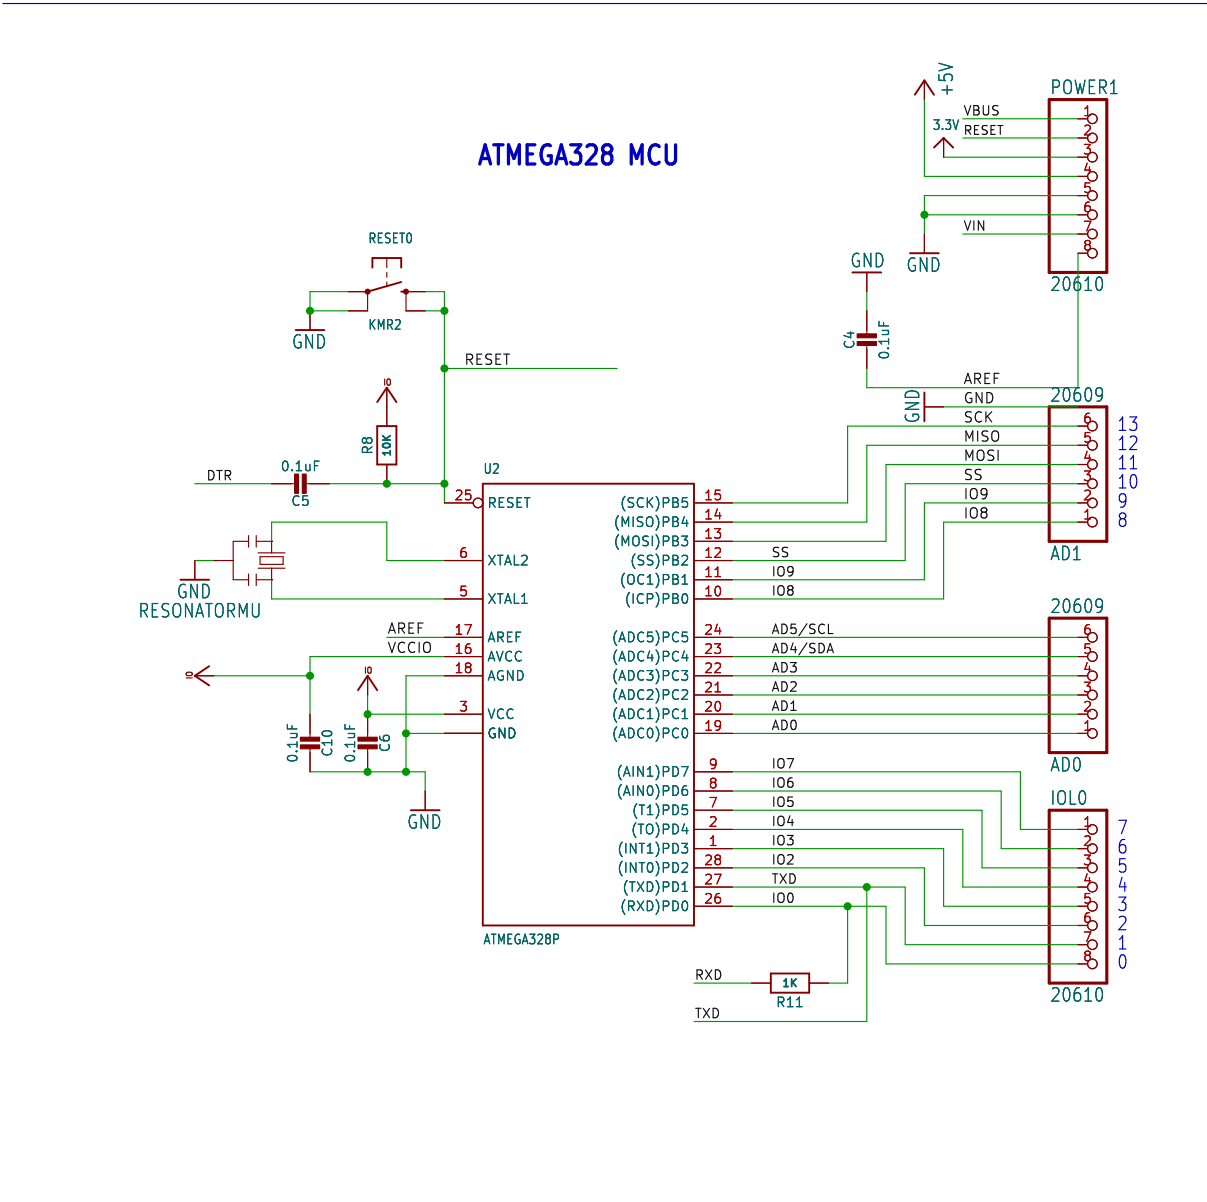 ATMEGA328 MCU
+5V
POWER1
VBUS
1
3.3V
RESET
2
3
4
5
6
VIN
7
8
GND
20610
RESET0
KMR2
GND
GND
C4
0.1uF
RESET
AREF
GND
GND
20609
SCK
6
13
MISO
5
12
MOSI
4
11
SS
3
10
IO9
2
9
IO8
1
8
AD1
IO
R8
10K
DTR
0.1uF
C5
GND
RESONATORMU
AREF
VCCIO
IO
IO
0.1uF
C10
0.1uF
C6
GND
U2
25
RESET
6
XTAL2
5
XTAL1
17
AREF
16
AVCC
18
AGND
3
VCC
GND
(SCK)PB5
15
(MISO)PB4
14
(MOSI)PB3
13
(SS)PB2
12
SS
(OC1)PB1
11
IO9
(ICP)PB0
10
IO8
(ADC5)PC5
24
AD5/SCL
(ADC4)PC4
23
AD4/SDA
(ADC3)PC3
22
AD3
(ADC2)PC2
21
AD2
(ADC1)PC1
20
AD1
(ADC0)PC0
19
AD0
(AIN1)PD7
9
IO7
(AIN0)PD6
8
IO6
(T1)PD5
7
IO5
(T0)PD4
2
IO4
(INT1)PD3
1
IO3
(INT0)PD2
28
IO2
(TXD)PD1
27
TXD
(RXD)PD0
26
IO0
ATMEGA328P
20609
6
5
4
3
2
1
AD0
IOL0
1
7
2
6
3
5
4
4
5
3
6
2
7
1
8
0
20610
RXD
1K
R11
TXD